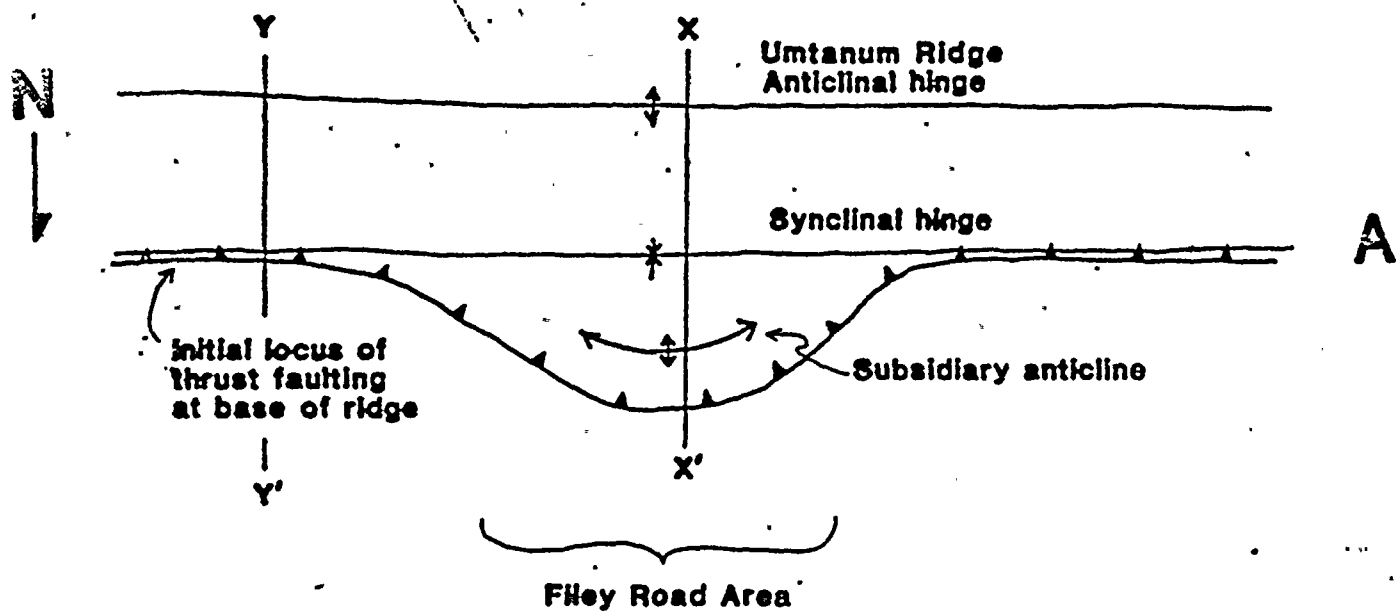 Y
X
Umtanum Ridge
Anticlinal hinge
N
Synclinal hinge
A
Initial locus of
thrust faulting
at base of ridge
Subsidiary anticline
X'
Y'
Filey Road Area